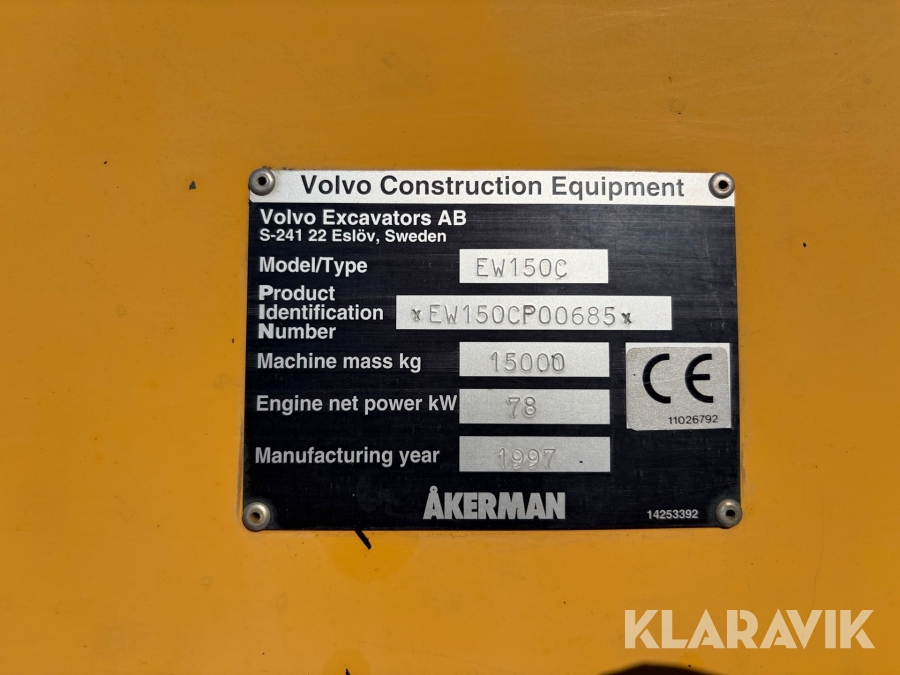 Volvo Construction Equipment
Volvo Excavators AB
S-241 22 Eslöv, Sweden
Model/Type EW150C
Product
Identification *EW150CP00685*
Number
Machine mass kg 15000
CE
Engine net power kW 78
11026792
Manufacturing year 1997
ÅKERMAN
14253392
KLARAVIK